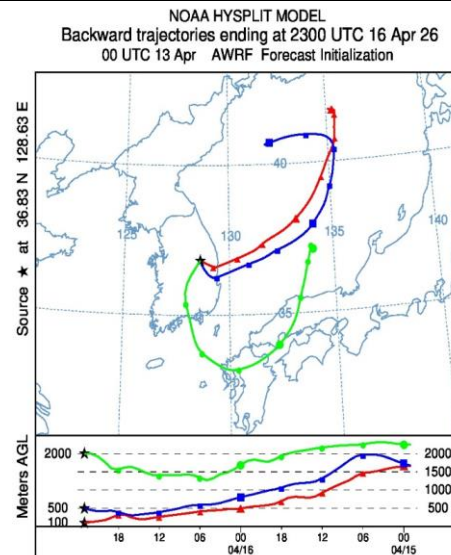 NOAA HYSPLIT MODEL
Backward trajectories ending at 2300 UTC 16 Apr 26
00 UTC 13 Apr AWRF Forecast Initialization
Source ★ at 36.83 N 128.63 E
125
130
135
140
40
35
Meters AGL
2000
500
100
2000
1500
1000
500
18 12 06 00 18 12 06 00
04/16 04/15